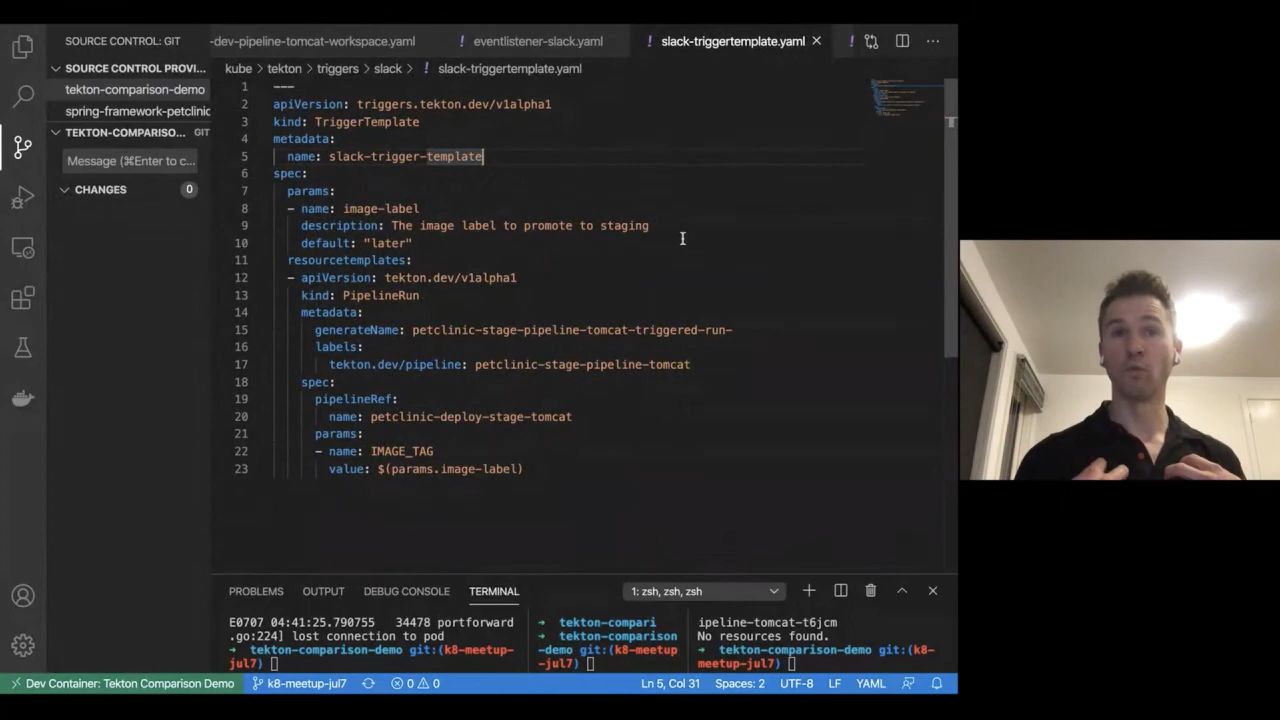 SOURCE CONTROL: GIT
-dev-pipeline-tomcat-workspace.yaml
! eventlistener-slack.yaml
! slack-triggertemplate.yaml
!
SOURCE CONTROL PROVI...
tekton-comparison-demo
spring-framework-petclinic
TEKTON-COMPARISO... GIT
Message (⌘Enter to c...
CHANGES 0
kube > tekton > triggers > slack > ! slack-triggertemplate.yaml
1 ---
2 apiVersion: triggers.tekton.dev/v1alpha1
3 kind: TriggerTemplate
4 metadata:
5 name: slack-trigger-template
6 spec:
7 params:
8 - name: image-label
9 description: The image label to promote to staging
10 default: "later"
11 resourcetemplates:
12 - apiVersion: tekton.dev/v1alpha1
13 kind: PipelineRun
14 metadata:
15 generateName: petclinic-stage-pipeline-tomcat-triggered-run-
16 labels:
17 tekton.dev/pipeline: petclinic-stage-pipeline-tomcat
18 spec:
19 pipelineRef:
20 name: petclinic-deploy-stage-tomcat
21 params:
22 - name: IMAGE_TAG
23 value: $(params.image-label)
PROBLEMS OUTPUT DEBUG CONSOLE TERMINAL
1: zsh, zsh, zsh
E0707 04:41:25.790755 34478 portforward
.go:224] lost connection to pod
→ tekton-comparison-demo git:(k8-meetup-
jul7)
→ tekton-compari
→ tekton-comparison
-demo git:(k8-meetup
-jul7)
ipeline-tomcat-t6jcm
No resources found.
→ tekton-comparison-demo git:(k8-
meetup-jul7)
Dev Container: Tekton Comparison Demo
k8-meetup-jul7
0 0
Ln 5, Col 31
Spaces: 2
UTF-8
LF
YAML